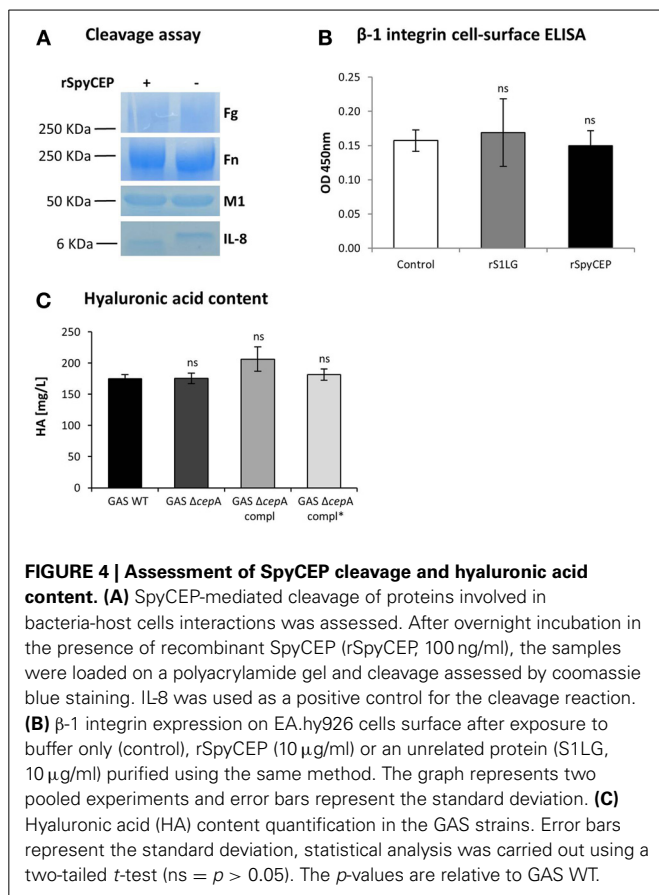 A Cleavage assay
rSpyCEP + -
Fg
250 KDa
250 KDa
Fn
50 KDa
M1
IL-8
6 KDa
B β-1 integrin cell-surface ELISA
OD 450nm
0.25
0.20
0.15
0.10
0.05
0.00
ns
ns
Control rS1LG rSpyCEP
C Hyaluronic acid content
HA [mg/L]
250
200
150
100
50
0
ns
ns
ns
GAS WT GAS ΔcepA GAS ΔcepA GAS ΔcepA
compl compl*
FIGURE 4 | Assessment of SpyCEP cleavage and hyaluronic acid
content. (A) SpyCEP-mediated cleavage of proteins involved in
bacteria-host cells interactions was assessed. After overnight incubation in
the presence of recombinant SpyCEP (rSpyCEP, 100 ng/ml), the samples
were loaded on a polyacrylamide gel and cleavage assessed by coomassie
blue staining. IL-8 was used as a positive control for the cleavage reaction.
(B) β-1 integrin expression on EA.hy926 cells surface after exposure to
buffer only (control), rSpyCEP (10 μg/ml) or an unrelated protein (S1LG,
10 μg/ml) purified using the same method. The graph represents two
pooled experiments and error bars represent the standard deviation. (C)
Hyaluronic acid (HA) content quantification in the GAS strains. Error bars
represent the standard deviation, statistical analysis was carried out using a
two-tailed t-test (ns = p > 0.05). The p-values are relative to GAS WT.